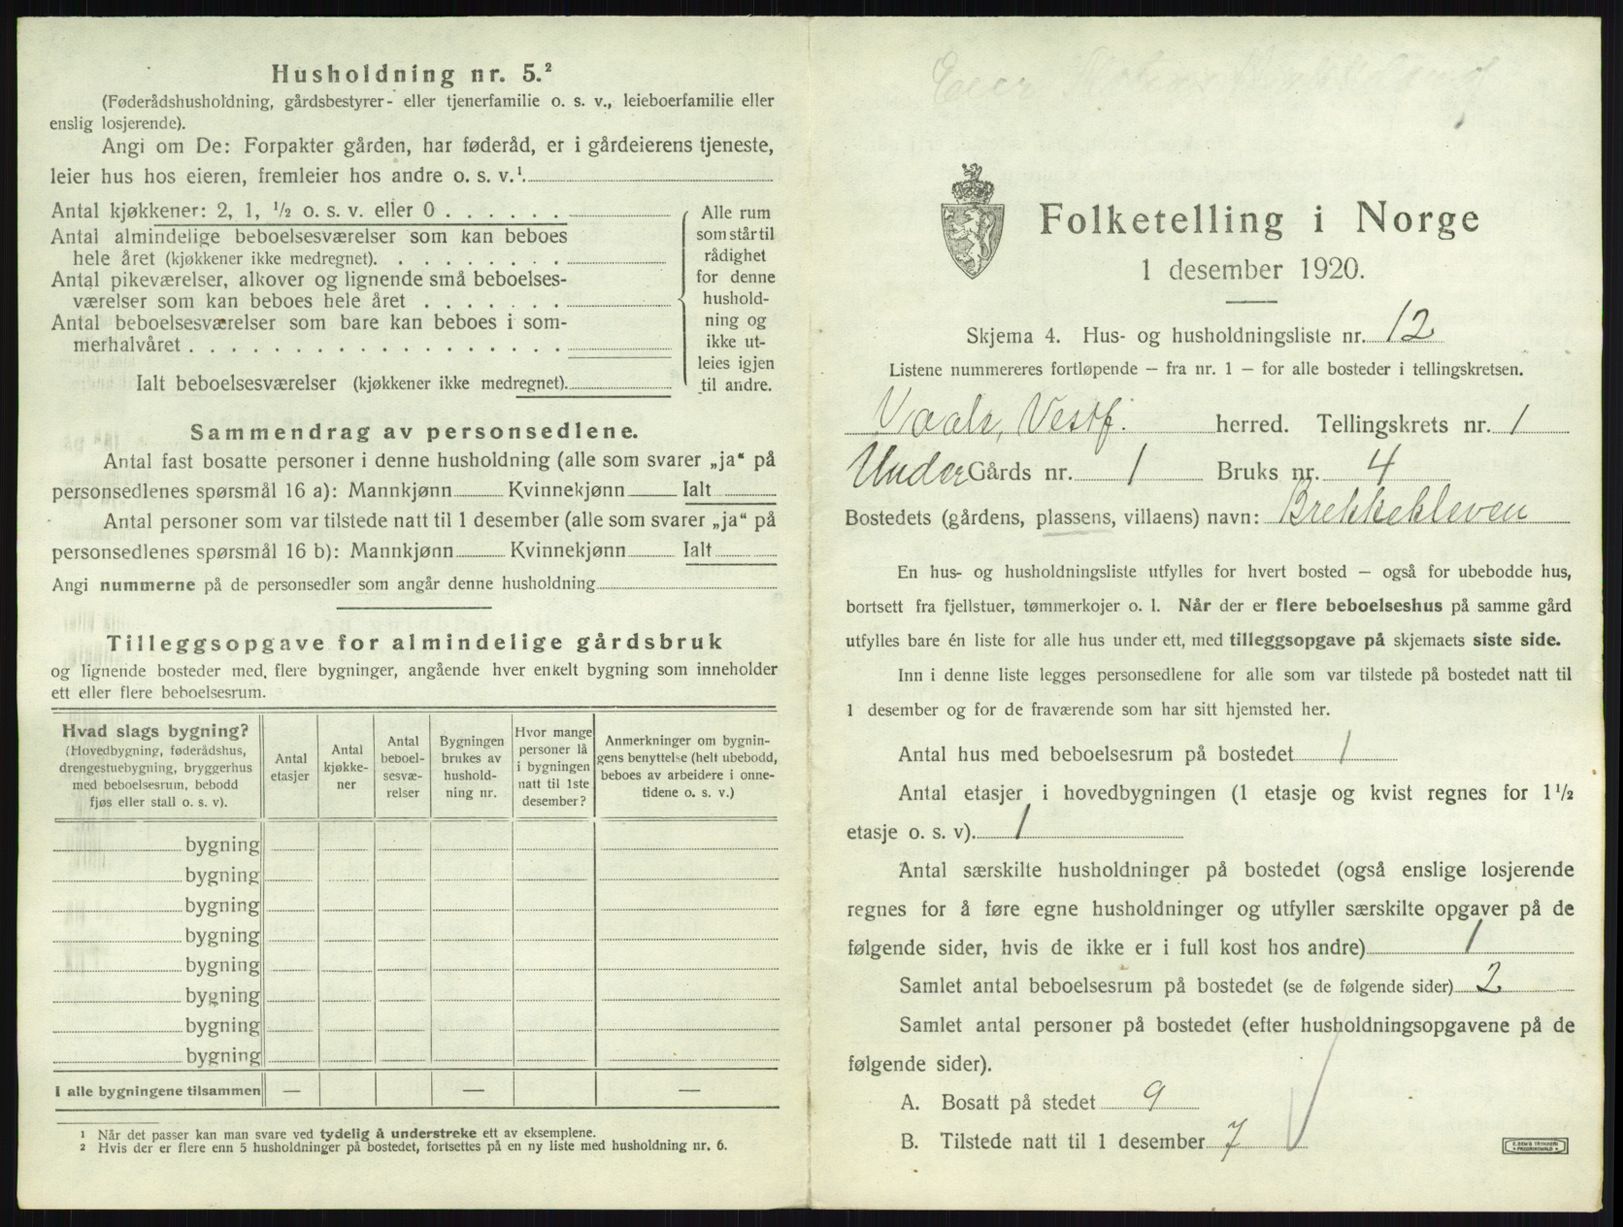 Husholdning nr. 5.²
(Føderådshusholdning, gårdsbestyrer- eller tjenerfamilie o. s. v., leieboerfamilie eller
enslig losjerende).
Angi om De: Forpakter gården, har føderåd, er i gårdeierens tjeneste,
leier hus hos eieren, fremleier hos andre o. s. v.¹
Antal kjøkkener: 2, 1, ½ o. s. v. eller 0
Antal almindelige beboelsesværelser som kan beboes
hele året (kjøkkener ikke medregnet).
Antal pikeværelser, alkover og lignende små beboelses-
værelser som kan beboes hele året
Antal beboelsesværelser som bare kan beboes i som-
merhalvåret
Ialt beboelsesværelser (kjøkkener ikke medregnet).
Alle rum
som står til
rådighet
for denne
hushold-
ning og
ikke ut-
leies igjen
til andre.
Sammendrag av personsedlene.
Antal fast bosatte personer i denne husholdning (alle som svarer „ja“ på
personsedlenes spørsmål 16 a): Mannkjønn Kvinnekjønn Ialt
Antal personer som var tilstede natt til 1 desember (alle som svarer „ja“ på
personsedlenes spørsmål 16 b): Mannkjønn Kvinnekjønn Ialt
Angi nummerne på de personsedler som angår denne husholdning
Tilleggsopgave for almindelige gårdsbruk
og lignende bosteder med flere bygninger, angående hver enkelt bygning som inneholder
ett eller flere beboelsesrum.
Hvad slags bygning?
(Hovedbygning, føderådshus,
drengestuebygning, bryggerhus
med beboelsesrum, bebodd
fjøs eller stall o. s. v).
Antal
etasjer
Antal
kjøkke-
ner
Antal
beboel-
sesvæ-
relser
Bygningen
brukes av
hushold-
ning nr.
Hvor mange
personer lå
i bygningen
natt til 1ste
desember?
Anmerkninger om bygnin-
gens benyttelse (helt ubebodd,
beboes av arbeidere i onne-
tidene o. s. v.)
bygning
bygning
bygning
bygning
bygning
bygning
bygning
bygning
I alle bygningene tilsammen — — —
1 Når det passer kan man svare ved tydelig å understreke ett av eksemplene.
2 Hvis der er flere enn 5 husholdninger på bostedet, fortsettes på en ny liste med husholdning nr. 6.
Eier
Folketelling i Norge
1 desember 1920.
Skjema 4. Hus- og husholdningsliste nr. 12
Listene nummereres fortløpende — fra nr. 1 — for alle bosteder i tellingskretsen.
Vaale, Vestf. herred. Tellingskrets nr. 1
Under Gårds nr. 1 Bruks nr. 4
Bostedets (gårdens, plassens, villaens) navn: Brekkekleven
En hus- og husholdningsliste utfylles for hvert bosted — også for ubebodde hus,
bortsett fra fjellstuer, tømmerkojer o. l. Når der er flere beboelseshus på samme gård
utfylles bare én liste for alle hus under ett, med tilleggsopgave på skjemaets siste side.
Inn i denne liste legges personsedlene for alle som var tilstede på bostedet natt til
1 desember og for de fraværende som har sitt hjemsted her.
Antal hus med beboelsesrum på bostedet 1
Antal etasjer i hovedbygningen (1 etasje og kvist regnes for 1½
etasje o. s. v). 1
Antal særskilte husholdninger på bostedet (også enslige losjerende
regnes for å føre egne husholdninger og utfyller særskilte opgaver på de
følgende sider, hvis de ikke er i full kost hos andre) 1
Samlet antal beboelsesrum på bostedet (se de følgende sider) 2
Samlet antal personer på bostedet (efter husholdningsopgavene på de
følgende sider).
A. Bosatt på stedet 9
B. Tilstede natt til 1 desember 7